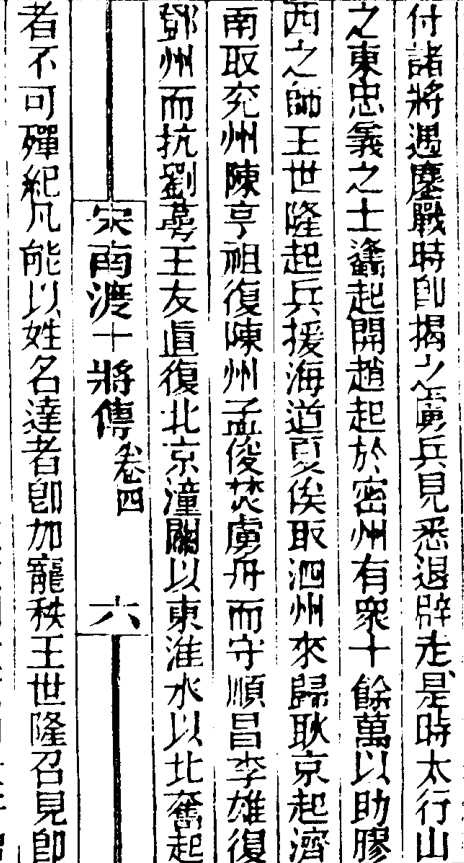 付諸將遇鏖戰時卽揭之虜兵見悉退辟走是時太行山
之東忠義之士蠭起開趙起於密州有衆十餘萬以助膠
西之師王世隆起兵援海道夏俟取泗州來歸耿京起濟
南取兖州陳亨祖復陳州孟俊焚虜舟而守順昌李雄復
鄧州而抗劉蕚王友直復北京潼關以東淮水以北奮起
宋南渡十將傳 卷四 六
者不可殫紀凡能以姓名達者卽加寵秩王世隆召見卽